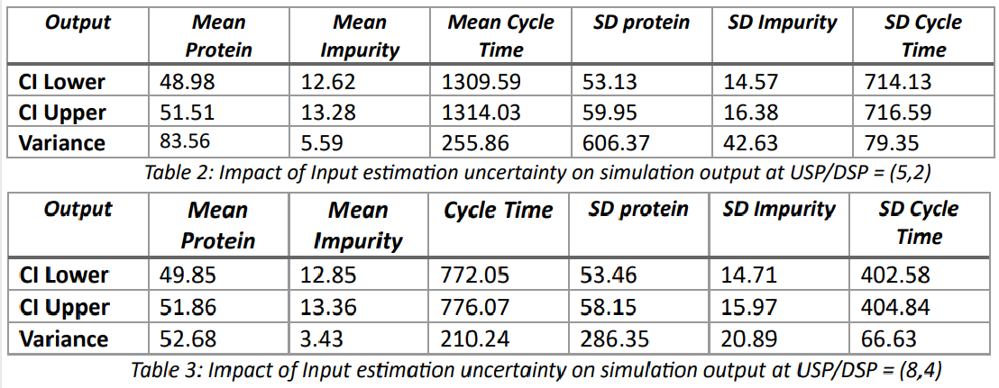 Output Mean Protein Mean Impurity Mean Cycle Time SD protein SD Impurity SD Cycle Time
CI Lower 48.98 12.62 1309.59 53.13 14.57 714.13
CI Upper 51.51 13.28 1314.03 59.95 16.38 716.59
Variance 83.56 5.59 255.86 606.37 42.63 79.35
Table 2: Impact of Input estimation uncertainty on simulation output at USP/DSP = (5,2)
Output Mean Protein Mean Impurity Cycle Time SD protein SD Impurity SD Cycle Time
CI Lower 49.85 12.85 772.05 53.46 14.71 402.58
CI Upper 51.86 13.36 776.07 58.15 15.97 404.84
Variance 52.68 3.43 210.24 286.35 20.89 66.63
Table 3: Impact of Input estimation uncertainty on simulation output at USP/DSP = (8,4)